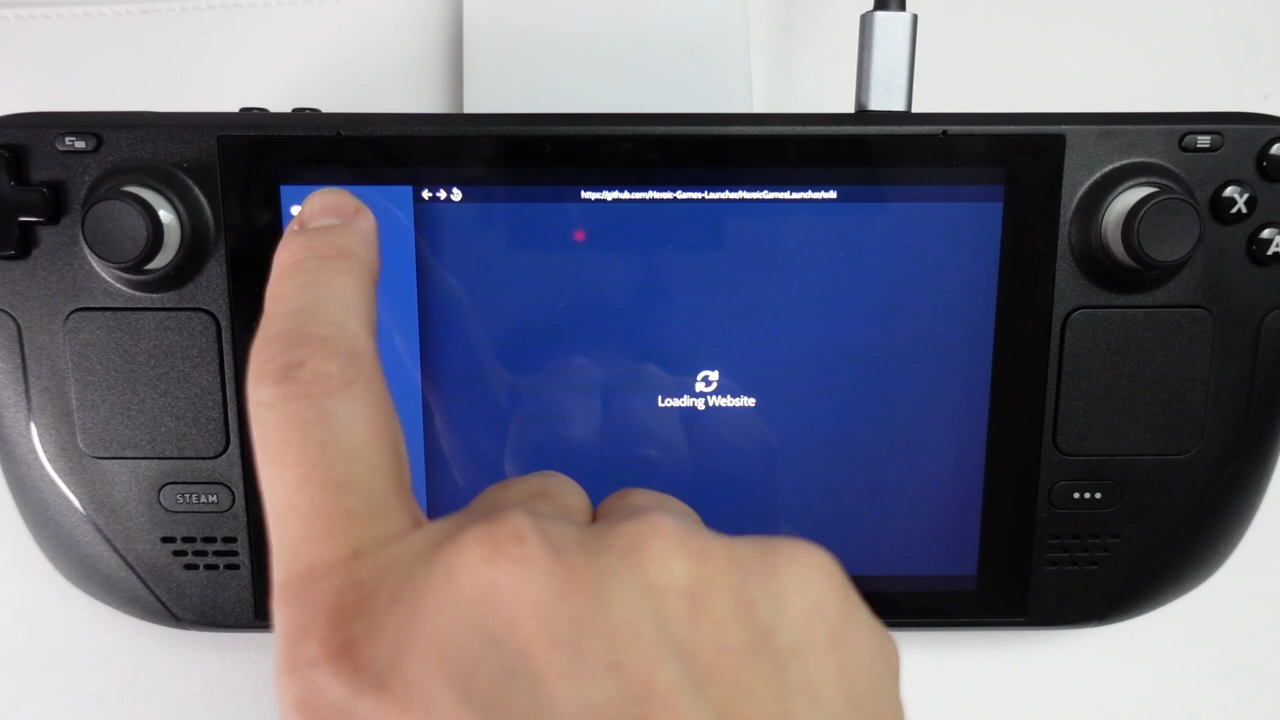 https://github.com/Heroic-Games-Launcher/HeroicGamesLauncher/wiki
X
A
Loading Website
STEAM